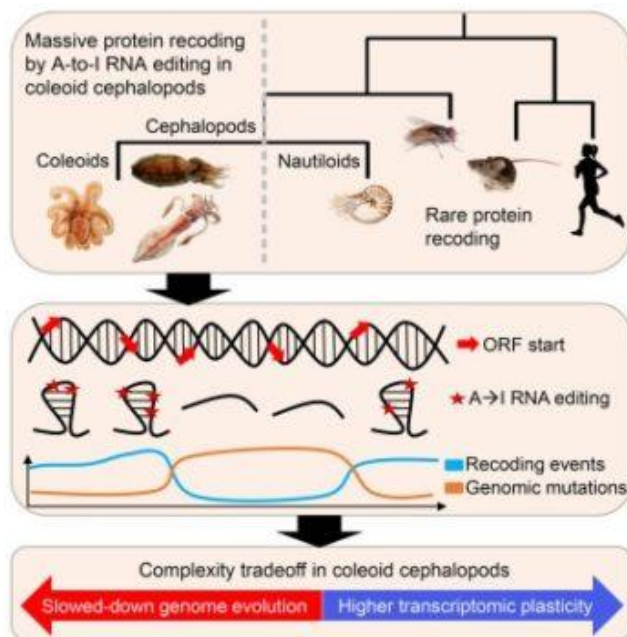 Massive protein recoding
by A-to-I RNA editing in
coleoid cephalopods
Cephalopods
Coleoids
Nautiloids
Rare protein
recoding
ORF start
A→I RNA editing
Recoding events
Genomic mutations
Complexity tradeoff in coleoid cephalopods
Slowed-down genome evolution
Higher transcriptomic plasticity